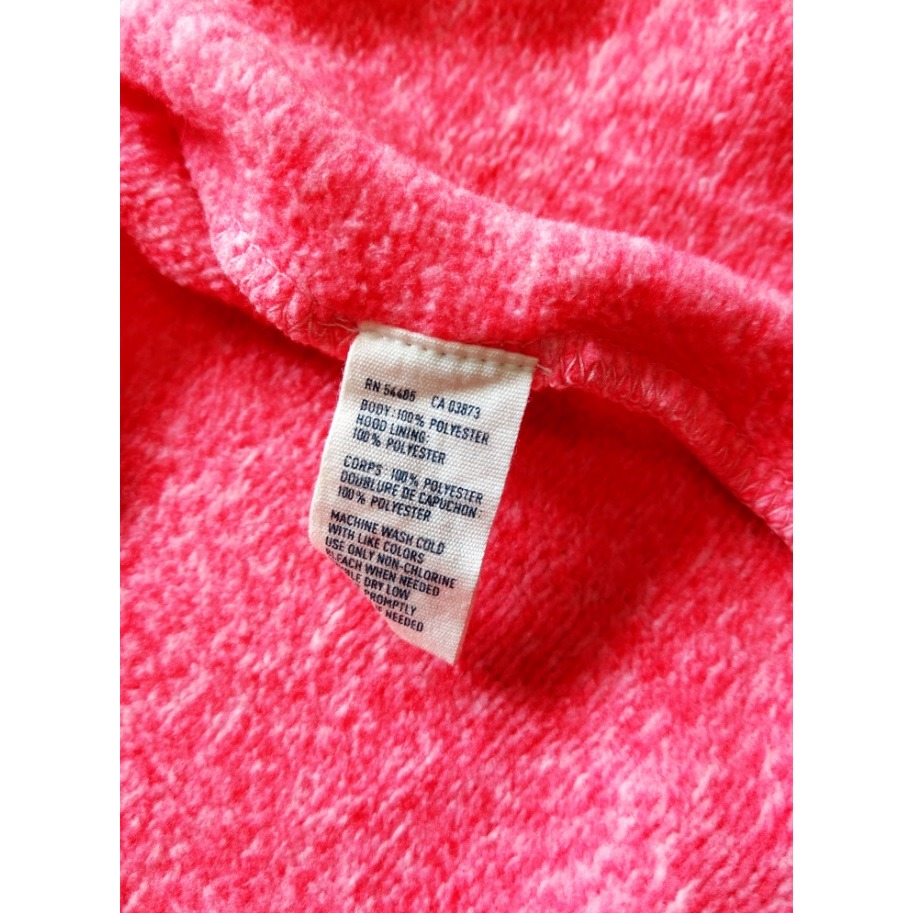 RN 54485 CA 03873
BODY: 100% POLYESTER
HOOD LINING:
100% POLYESTER
CORPS: 100% POLYESTER
DOUBLURE DE CAPUCHON:
100% POLYESTER
MACHINE WASH COLD
WITH LIKE COLORS
USE ONLY NON-CHLORINE
BLEACH WHEN NEEDED
DRY LOW
PROMPTLY
NEEDED